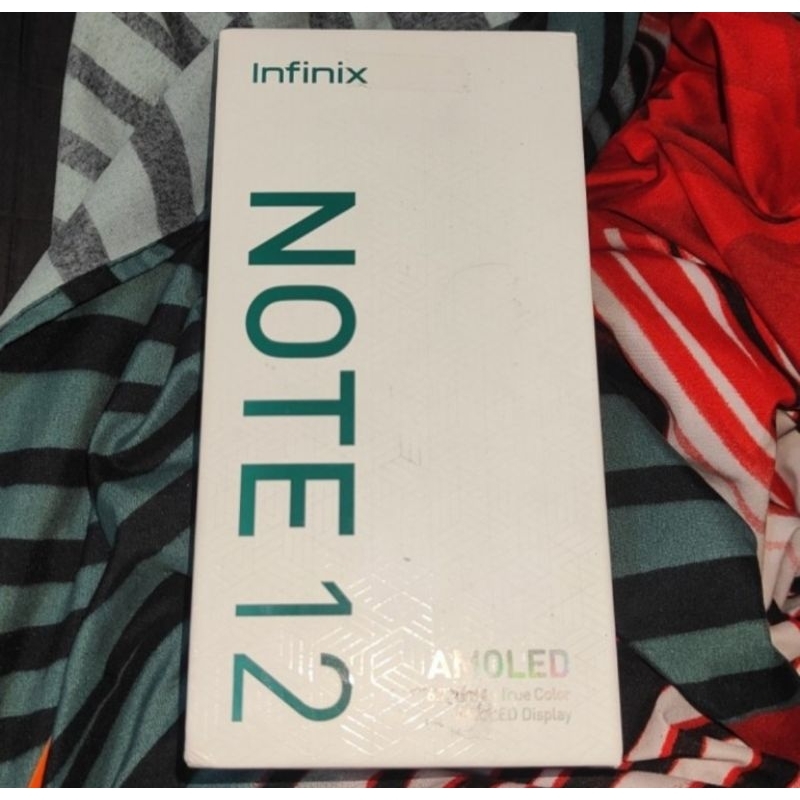 Infinix
NOTE 12
AMOLED
True Color
Display